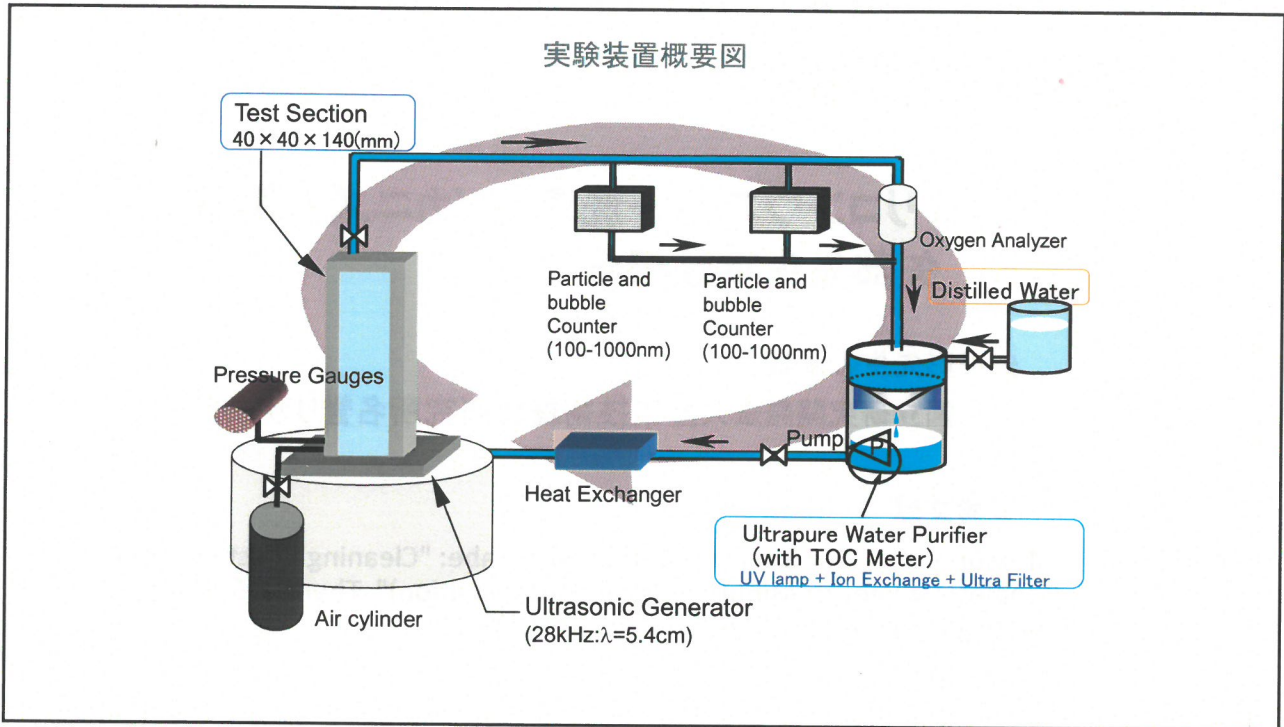 実験装置概要図
Test Section
40 × 40 × 140(mm)
Oxygen Analyzer
Particle and
bubble
Counter
(100-1000nm)
Particle and
bubble
Counter
(100-1000nm)
Distilled Water
Pressure Gauges
Pump
P
Heat Exchanger
Ultrapure Water Purifier
(with TOC Meter)
UV lamp + Ion Exchange + Ultra Filter
Air cylinder
Ultrasonic Generator
(28kHz:λ=5.4cm)
abe: "Cleaning